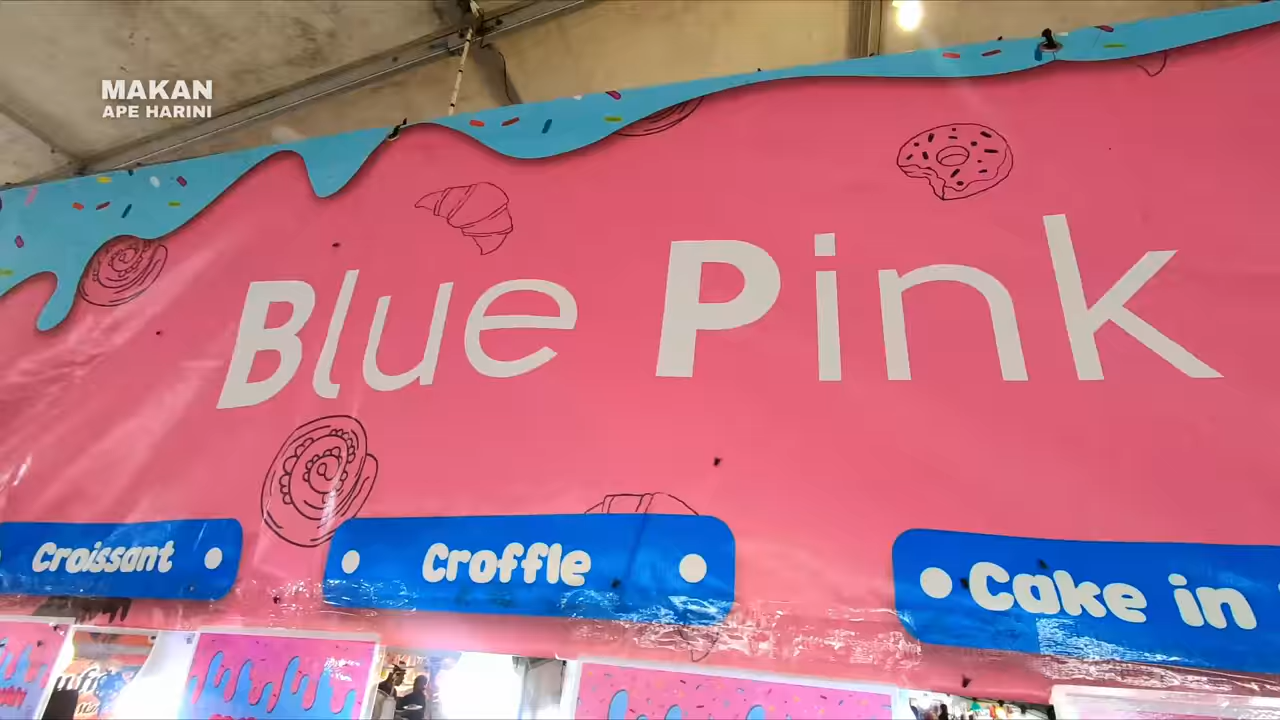 MAKAN
APE HARINI
Blue Pink
Croissant
Croffle
Cake in